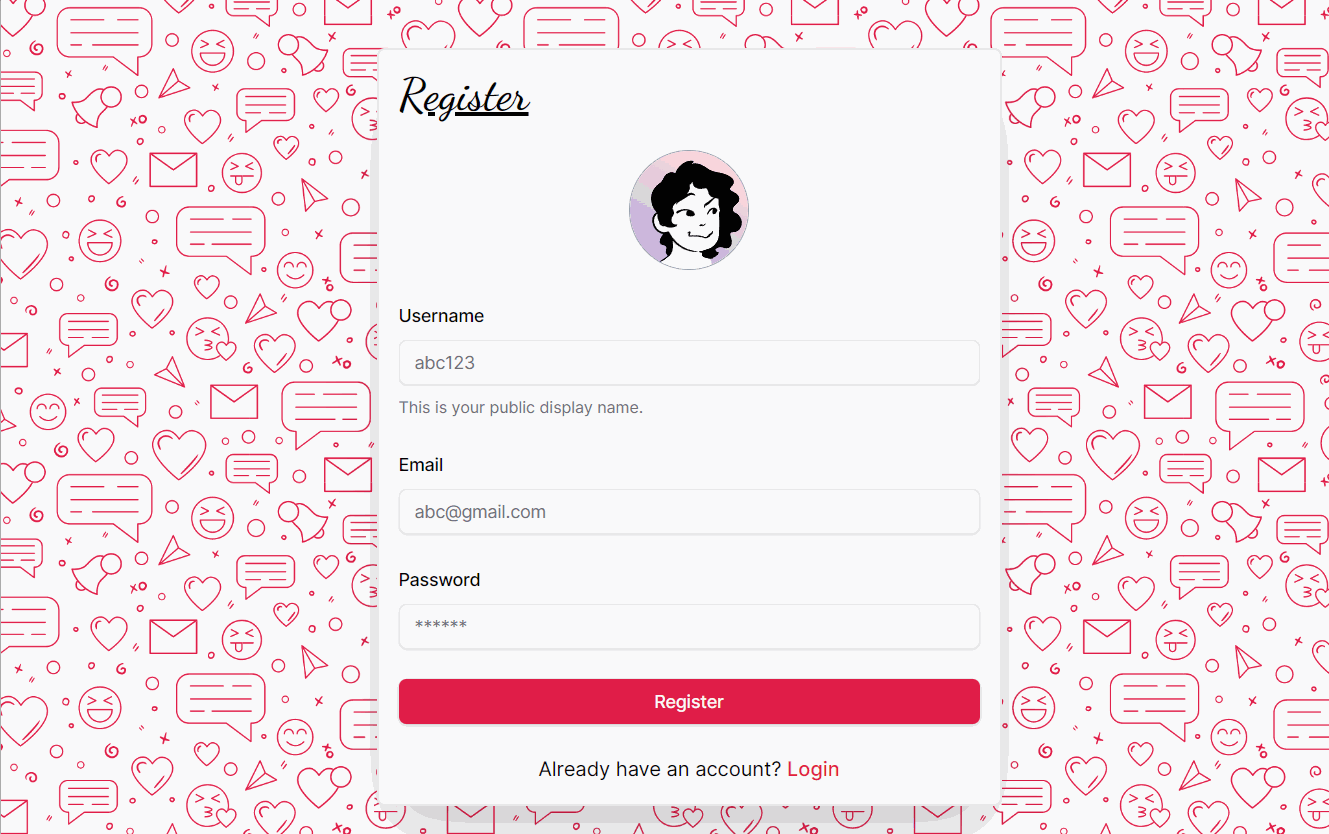 Register
Username
abc123
This is your public display name.
Email
abc@gmail.com
Password
******
Register
Already have an account? Login